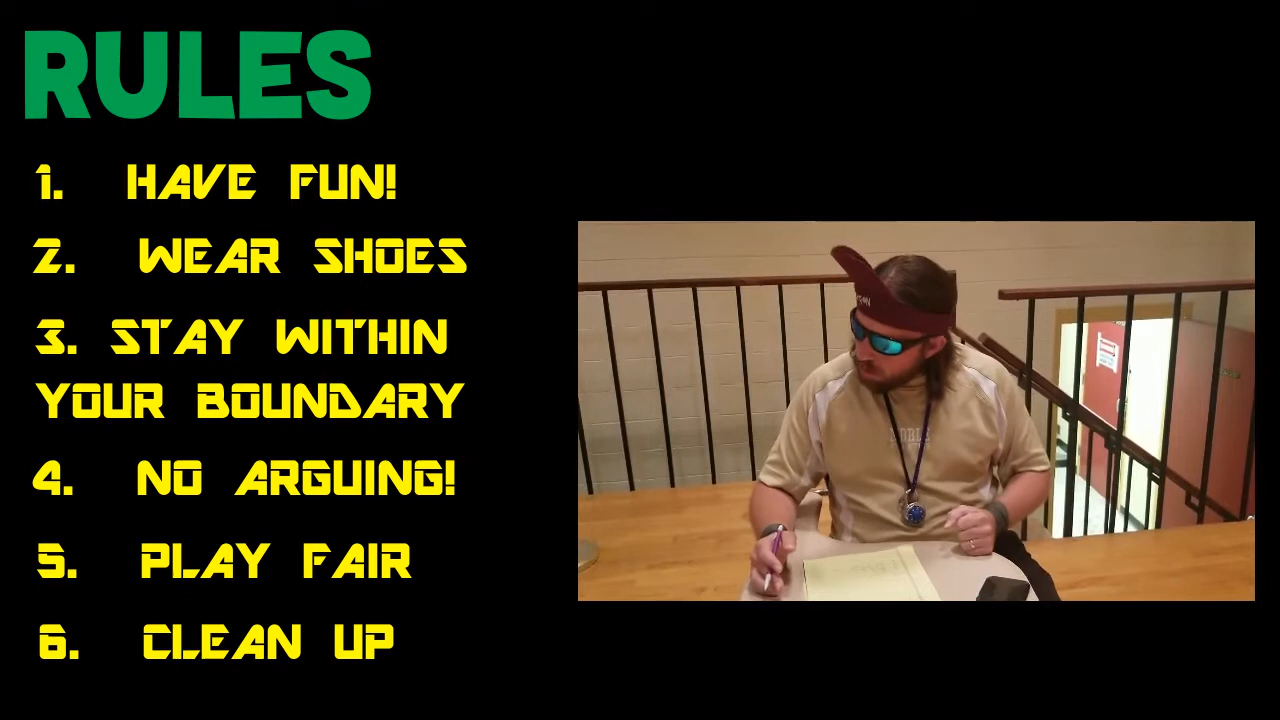 RULES
1. HAVE FUN!
2. WEAR SHOES
3. STAY WITHIN
YOUR BOUNDARY
4. NO ARGUING!
5. PLAY FAIR
6. CLEAN UP
NOBLE